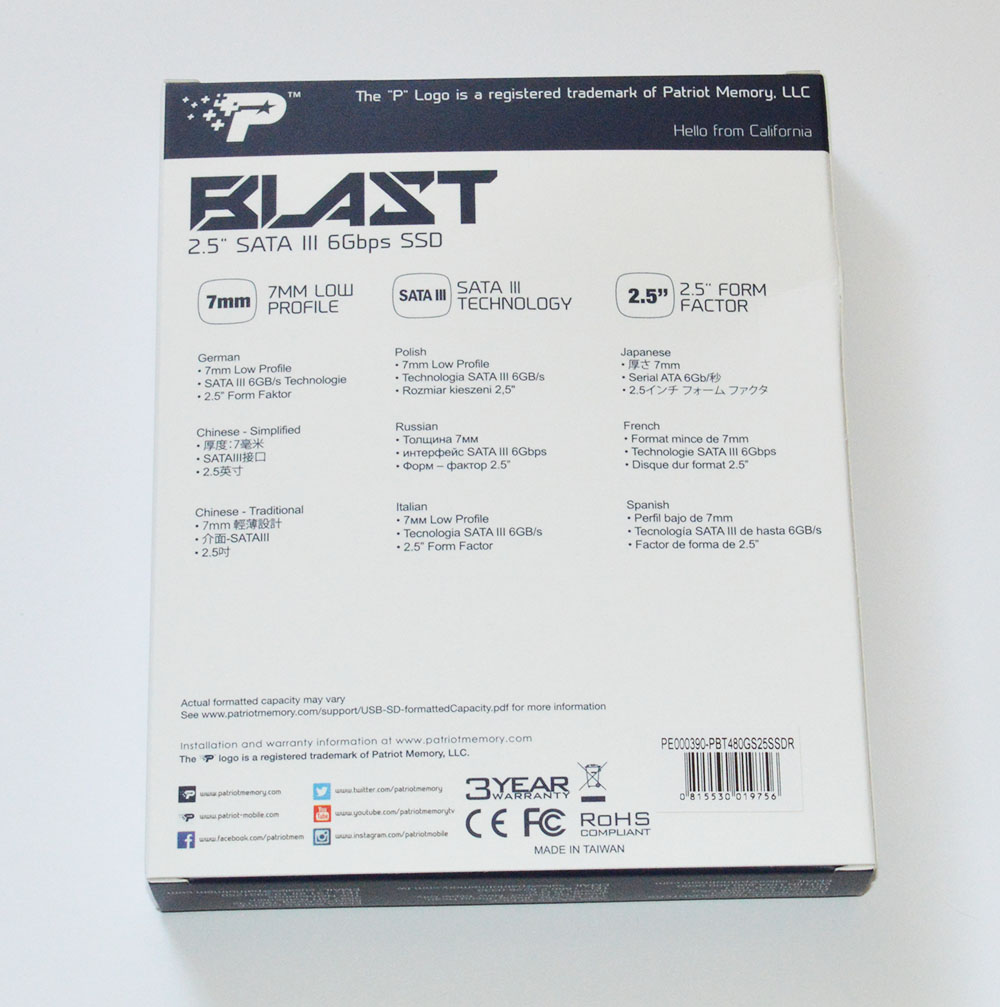 P™
The "P" Logo is a registered trademark of Patriot Memory, LLC
Hello from California
BLAST
2.5" SATA III 6Gbps SSD
7mm
7MM LOW
PROFILE
SATA III
SATA III
TECHNOLOGY
2.5"
2.5" FORM
FACTOR
German
• 7mm Low Profile
• SATA III 6GB/s Technologie
• 2.5" Form Faktor
Polish
• 7mm Low Profile
• Technologia SATA III 6GB/s
• Rozmiar kieszeni 2,5"
Japanese
• 厚さ 7mm
• Serial ATA 6Gb/秒
• 2.5インチ フォーム ファクタ
Chinese - Simplified
• 厚度:7毫米
• SATAIII接口
• 2.5英寸
Russian
• Толщина 7мм
• интерфейс SATA III 6Gbps
• Форм – фактор 2.5"
French
• Format mince de 7mm
• Technologie SATA III 6Gbps
• Disque dur format 2.5"
Chinese - Traditional
• 7mm 輕薄設計
• 介面-SATAIII
• 2.5吋
Italian
• 7мм Low Profile
• Tecnologia SATA III 6GB/s
• 2.5" Form Factor
Spanish
• Perfil bajo de 7mm
• Tecnología SATA III de hasta 6GB/s
• Factor de forma de 2.5"
Actual formatted capacity may vary
See www.patriotmemory.com/support/USB-SD-formattedCapacity.pdf for more information
Installation and warranty information at www.patriotmemory.com
The P logo is a registered trademark of Patriot Memory, LLC.
www.patriotmemory.com
www.patriot-mobile.com
www.facebook.com/patriotmem
www.twitter.com/patriotmemory
www.youtube.com/patriotmemorytv
www.instagram.com/patriotmobile
3 YEAR
WARRANTY
CE FC RoHS
COMPLIANT
MADE IN TAIWAN
PE000390-PBT480GS25SSDR
0 815530 019756